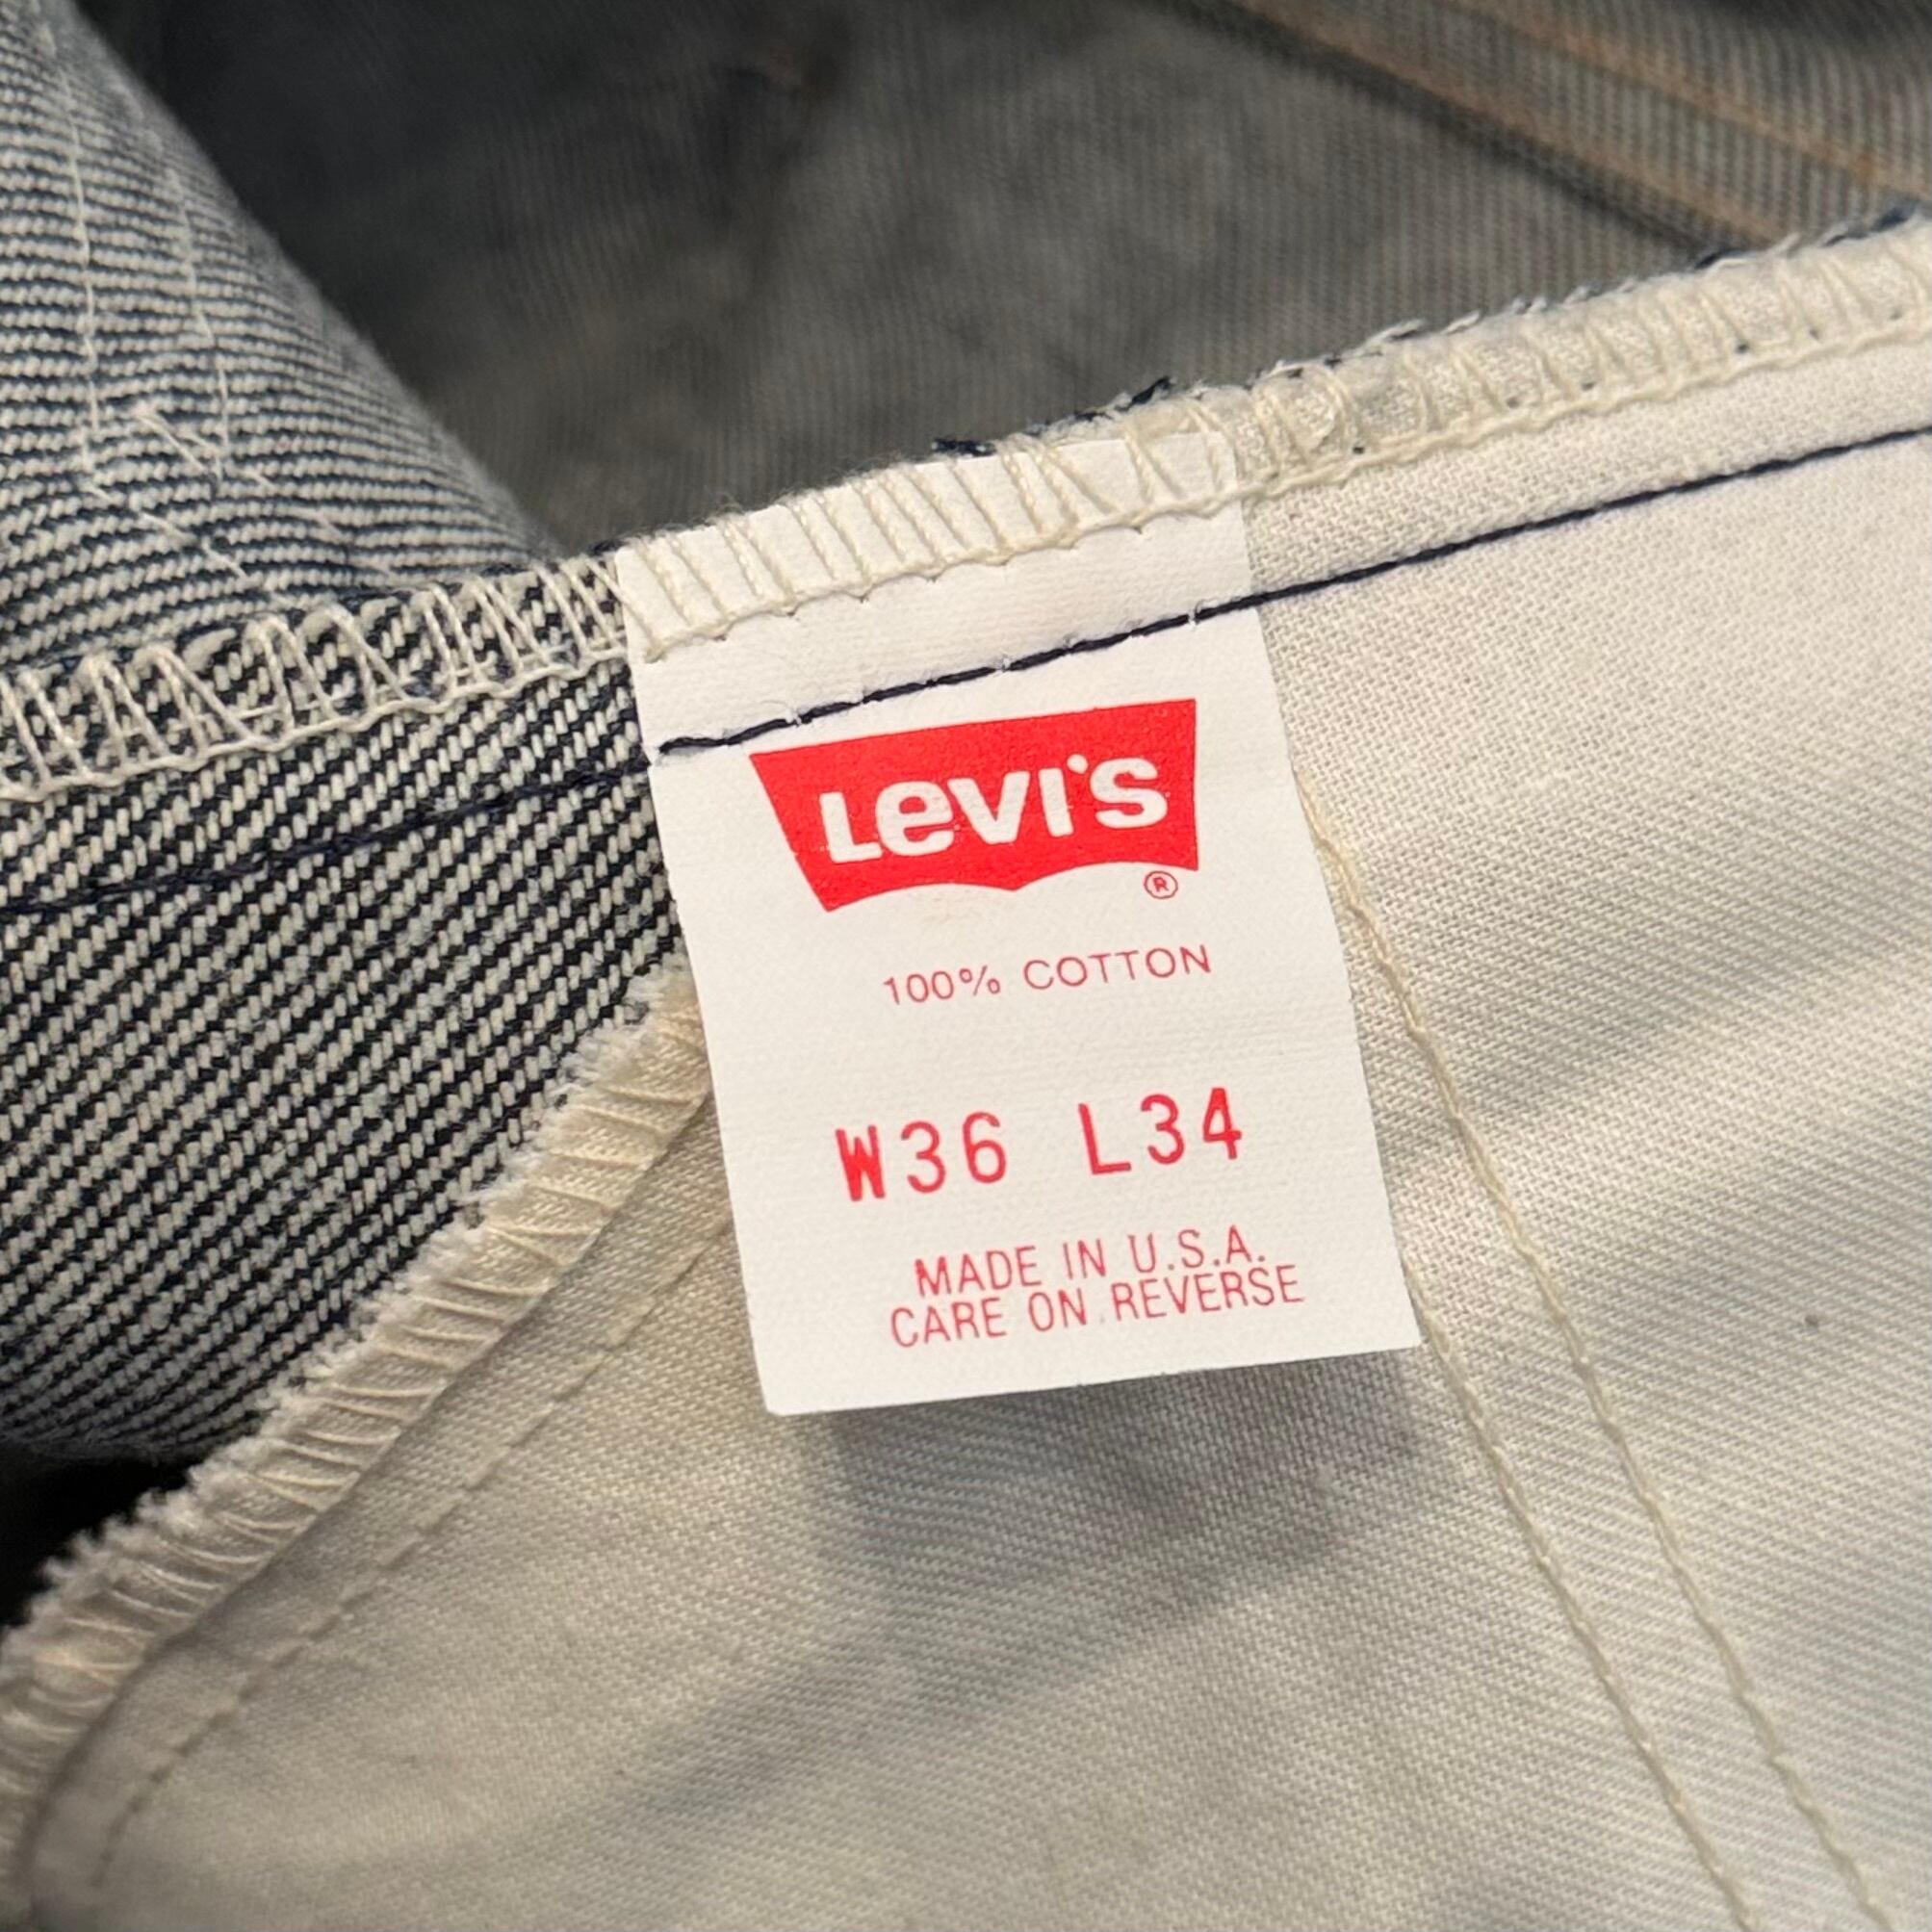 Levi's
®
100% COTTON
W36 L34
MADE IN U.S.A.
CARE ON REVERSE